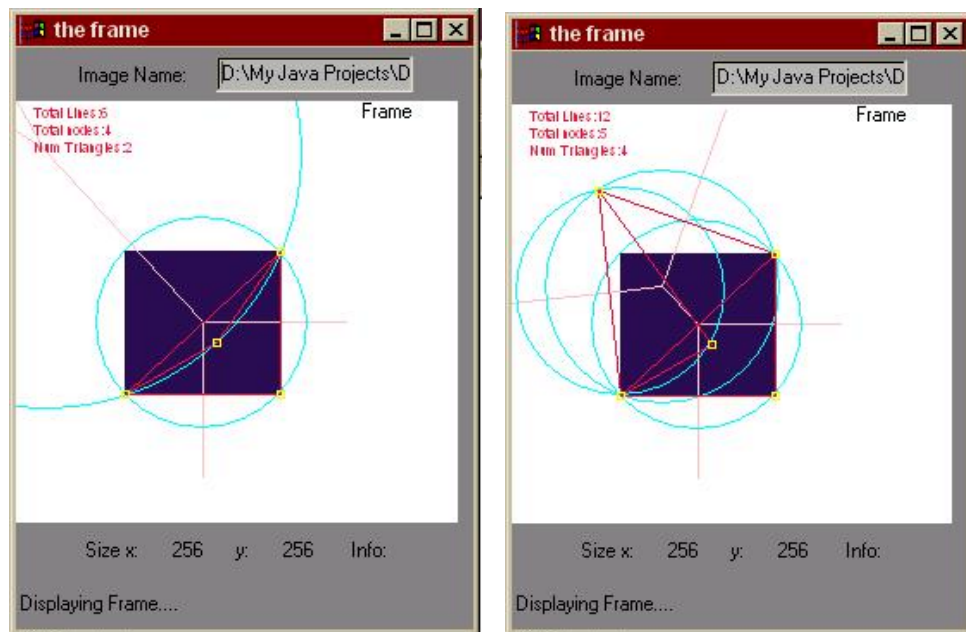 the frame
Image Name: D:\My Java Projects\D
Total Lines:6
Total nodes:4
Num Triangles:2
Frame
Size x: 256 y: 256 Info:
Displaying Frame....
the frame
Image Name: D:\My Java Projects\D
Total Lines:12
Total nodes:5
Num Triangles:4
Frame
Size x: 256 y: 256 Info:
Displaying Frame....